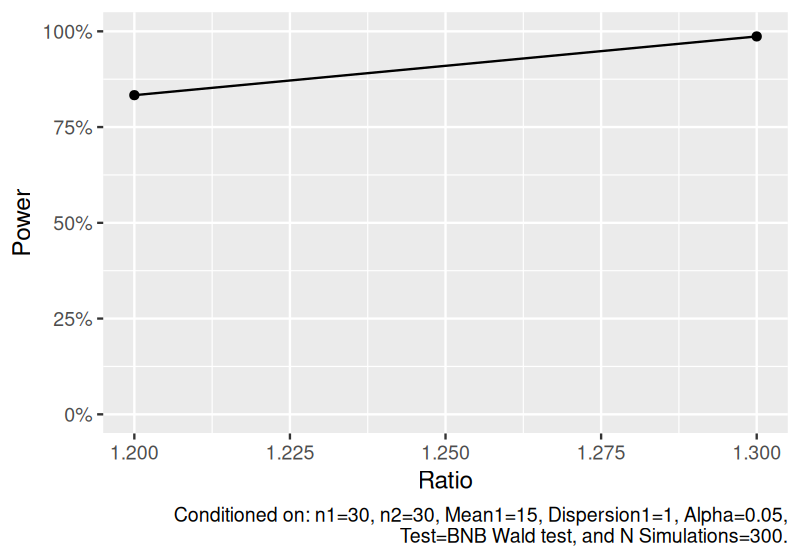 100%
75%
50%
25%
0%
Power
1.200 1.225 1.250 1.275 1.300
Ratio
Conditioned on: n1=30, n2=30, Mean1=15, Dispersion1=1, Alpha=0.05,
Test=BNB Wald test, and N Simulations=300.